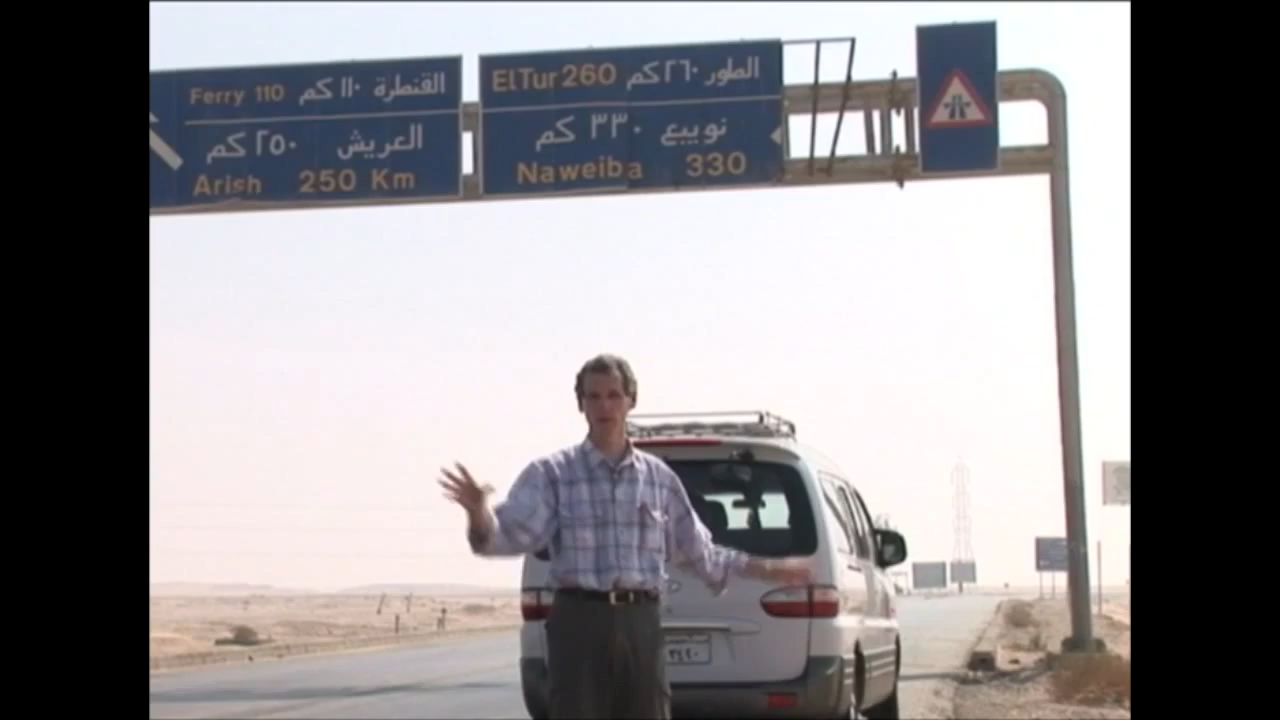 Ferry 110 القنطرة ١١٠ كم
العريش ٢٥٠ كم
Arish 250 Km
ElTur 260 الطور ٢٦٠ كم
نويبع ٣٣٠ كم
Naweiba 330